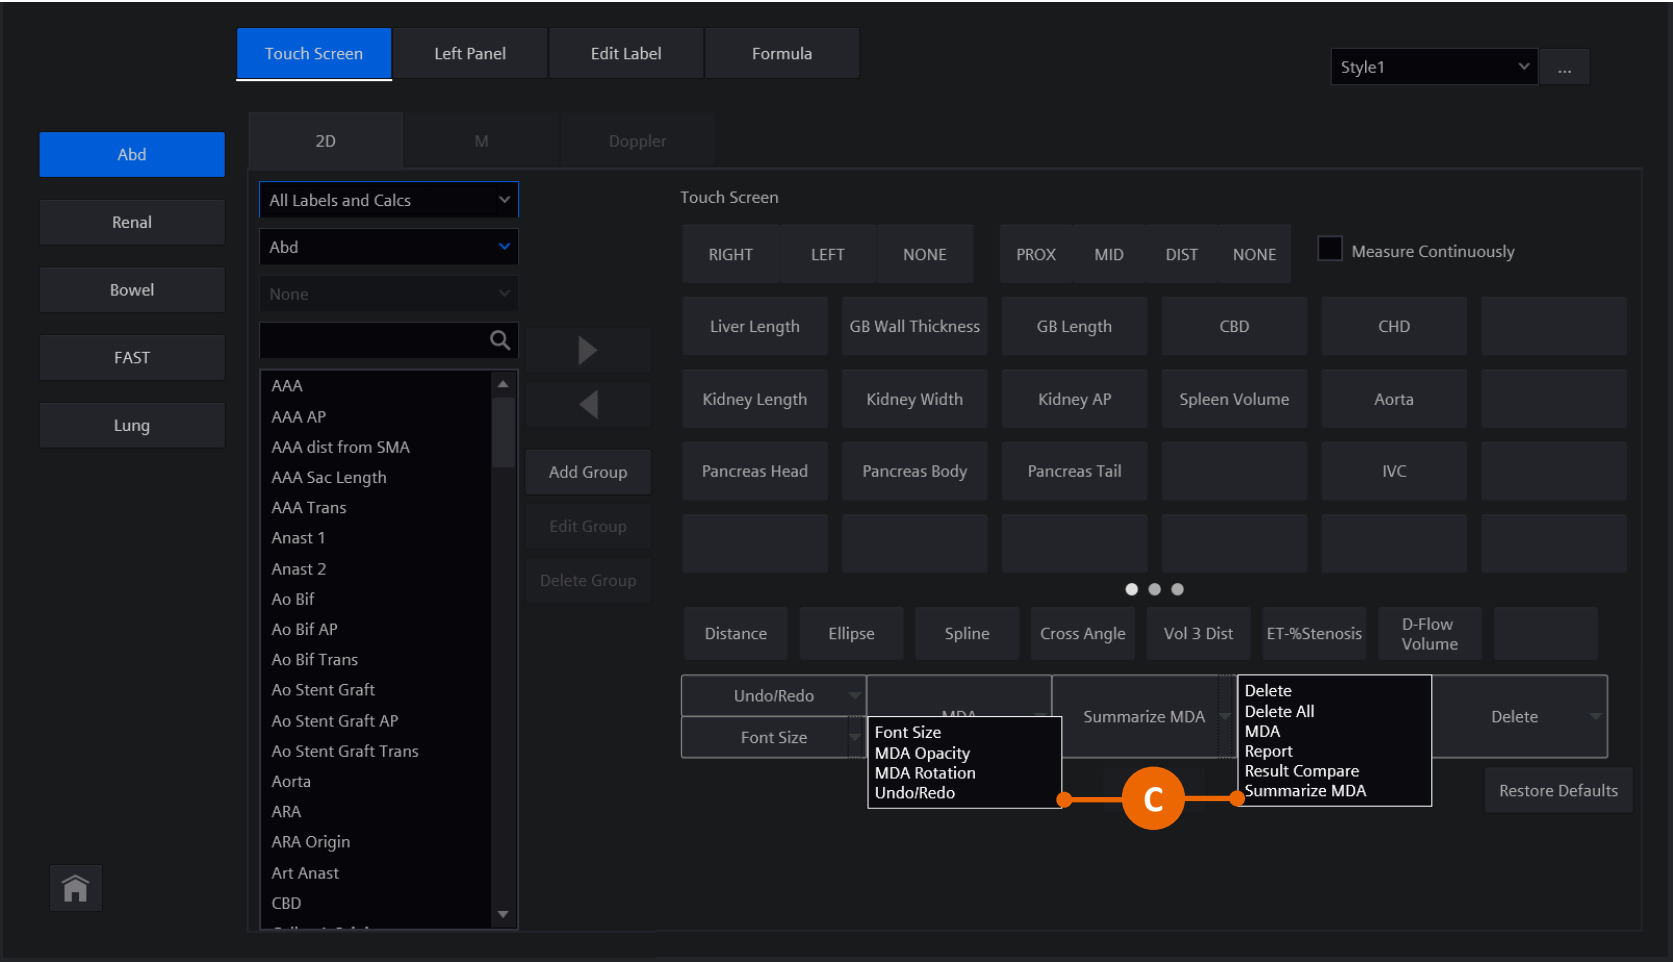 Touch Screen
Left Panel
Edit Label
Formula
Style1
...
Abd
Renal
Bowel
FAST
Lung
2D
M
Doppler
All Labels and Calcs
Abd
None
AAA
AAA AP
AAA dist from SMA
AAA Sac Length
AAA Trans
Anast 1
Anast 2
Ao Bif
Ao Bif AP
Ao Bif Trans
Ao Stent Graft
Ao Stent Graft AP
Ao Stent Graft Trans
Aorta
ARA
ARA Origin
Art Anast
CBD
Add Group
Edit Group
Delete Group
Touch Screen
RIGHT LEFT NONE
PROX MID DIST NONE
Measure Continuously
Liver Length
GB Wall Thickness
GB Length
CBD
CHD
Kidney Length
Kidney Width
Kidney AP
Spleen Volume
Aorta
Pancreas Head
Pancreas Body
Pancreas Tail
IVC
Distance
Ellipse
Spline
Cross Angle
Vol 3 Dist
ET-%Stenosis
D-Flow
Volume
Undo/Redo
Font Size
MDA
Font Size
MDA Opacity
MDA Rotation
Undo/Redo
Summarize MDA
C
Delete
Delete All
MDA
Report
Result Compare
Summarize MDA
Delete
Restore Defaults